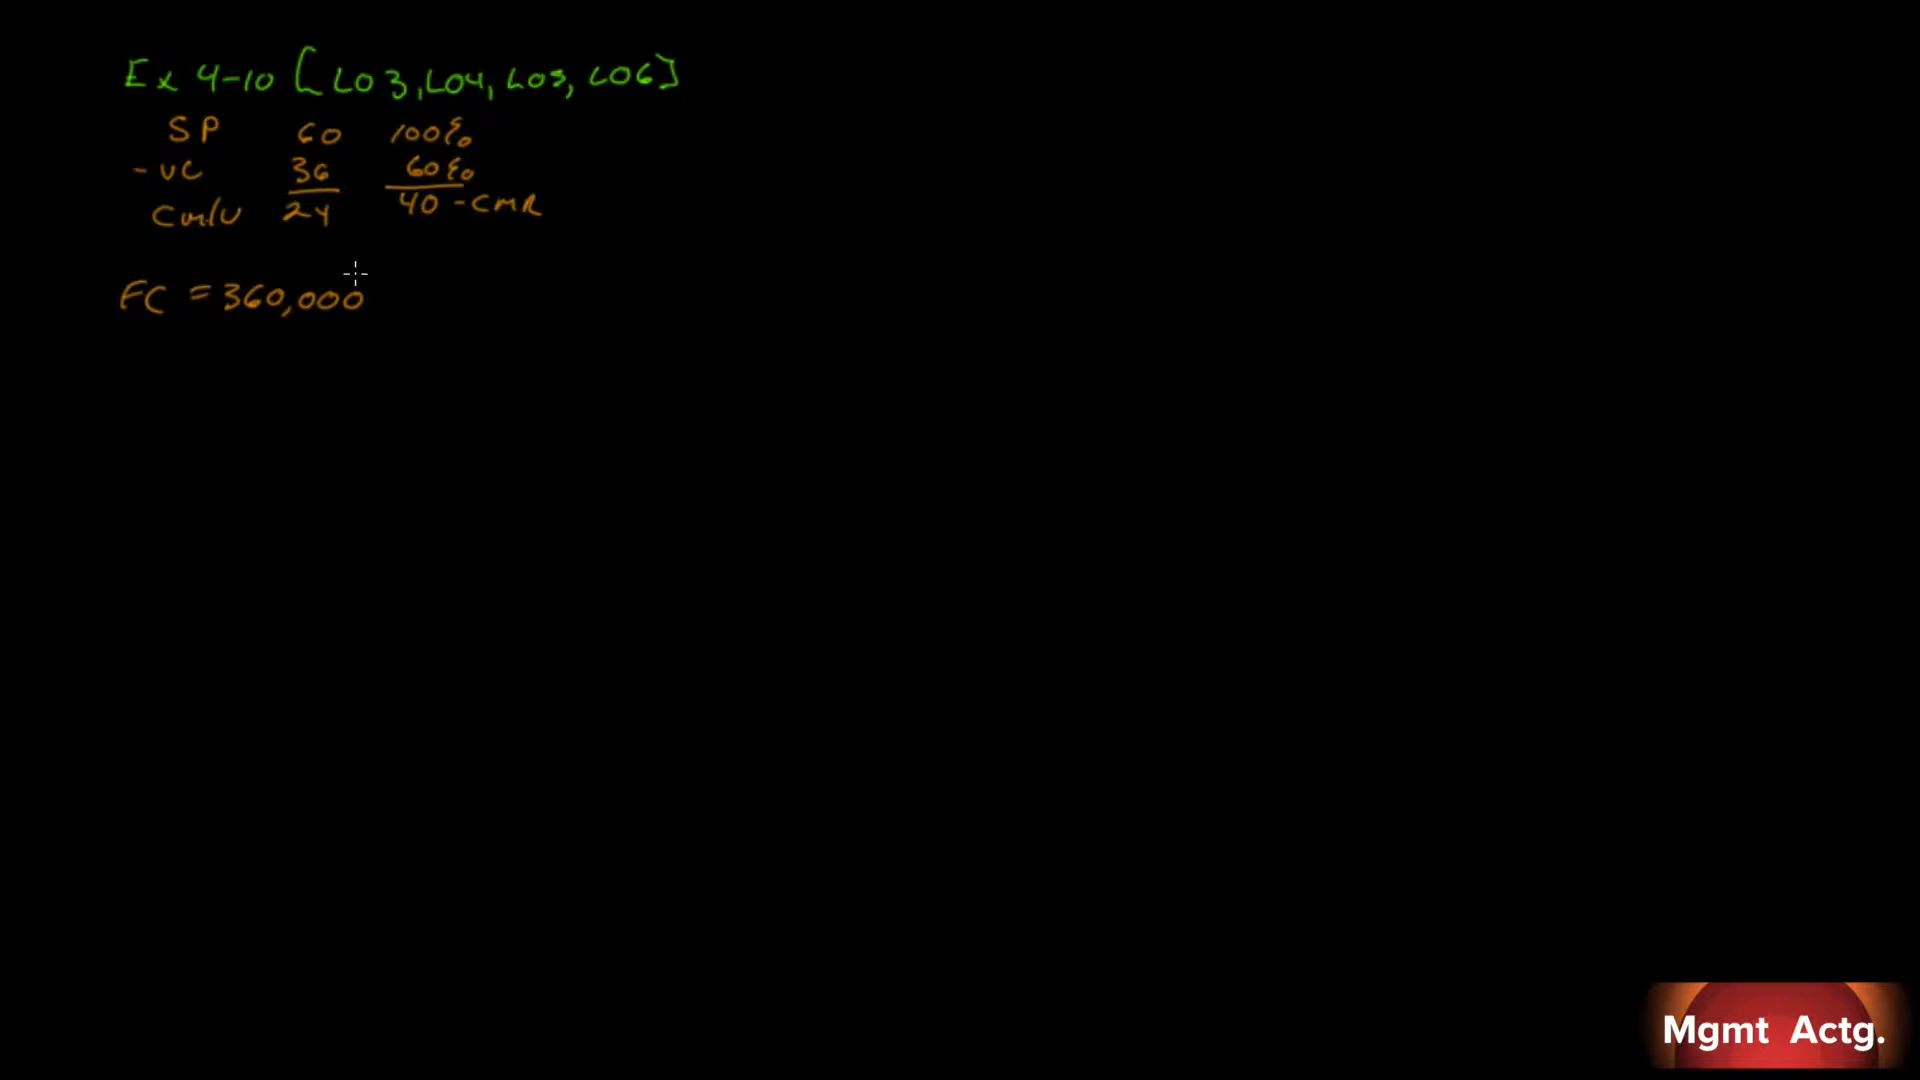 Ex 4-10 [LO3, LO4, LO5, LO6]
SP 60 100%
- VC 36 60%
CM/U 24 40 - CMR
FC = 360,000
Mgmt Actg.